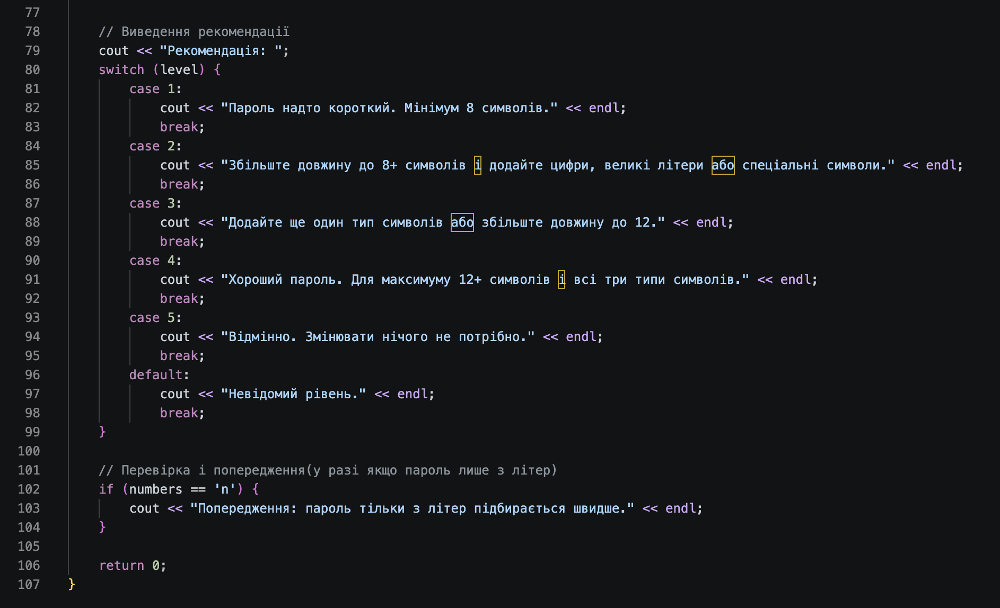 77
78 // Виведення рекомендації
79 cout << "Рекомендація: ";
80 switch (level) {
81 case 1:
82 cout << "Пароль надто короткий. Мінімум 8 символів." << endl;
83 break;
84 case 2:
85 cout << "Збільште довжину до 8+ символів і додайте цифри, великі літери або спеціальні символи." << endl;
86 break;
87 case 3:
88 cout << "Додайте ще один тип символів або збільште довжину до 12." << endl;
89 break;
90 case 4:
91 cout << "Хороший пароль. Для максимуму 12+ символів і всі три типи символів." << endl;
92 break;
93 case 5:
94 cout << "Відмінно. Змінювати нічого не потрібно." << endl;
95 break;
96 default:
97 cout << "Невідомий рівень." << endl;
98 break;
99 }
100
101 // Перевірка і попередження(у разі якщо пароль лише з літер)
102 if (numbers == 'n') {
103 cout << "Попередження: пароль тільки з літер підбирається швидше." << endl;
104 }
105
106 return 0;
107 }